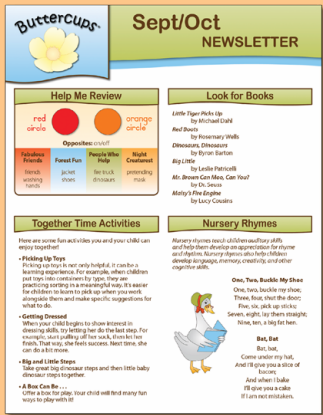 ButterCups
Sept/Oct
NEWSLETTER
Help Me Review
red
circle
orange
circle
Opposites: on/off
Fabulous
Friends
friends
washing
hands
Forest Fun
jacket
shoes
People Who
Help
fire truck
dinosaurs
Night
Creatures!
pretending
mask
Look for Books
Little Tiger Picks Up
by Michael Dahl
Red Boots
by Rosemary Wells
Dinosaurs, Dinosaurs
by Byron Barton
Big Little
by Leslie Patricelli
Mr. Brown Can Moo, Can You?
by Dr. Seuss
Maisy's Fire Engine
by Lucy Cousins
Together Time Activities
Here are some fun activities you and your child can
enjoy together!
• Picking Up Toys
Picking up toys is not only helpful, it can be a
learning experience. For example, when children
put toys into containers by type, they are
practicing sorting in a meaningful way. It's easier
for children to learn to pick up when you work
alongside them and make specific suggestions for
what to do.
• Getting Dressed
When your child begins to show interest in
dressing skills, try letting her do the last step. For
example, start pulling off her sock, then let her
finish. That way, she feels success. Next time, she
can do a bit more.
• Big and Little Steps
Take great big dinosaur steps and then little baby
dinosaur steps together.
• A Box Can Be . . .
Offer a box for play. Your child will find many fun
ways to play with it!
Nursery Rhymes
Nursery rhymes teach children auditory skills
and help them develop an appreciation for rhyme
and rhythm. Nursery rhymes also help children
develop language, memory, creativity, and other
cognitive skills.
One, Two, Buckle My Shoe
One, two, buckle my shoe;
Three, four, shut the door;
Five, six, pick up sticks;
Seven, eight, lay them straight;
Nine, ten, a big fat hen.
Bat, Bat
Bat, bat,
Come under my hat,
And I'll give you a slice of
bacon;
And when I bake
I'll give you a cake
If I am not mistaken.